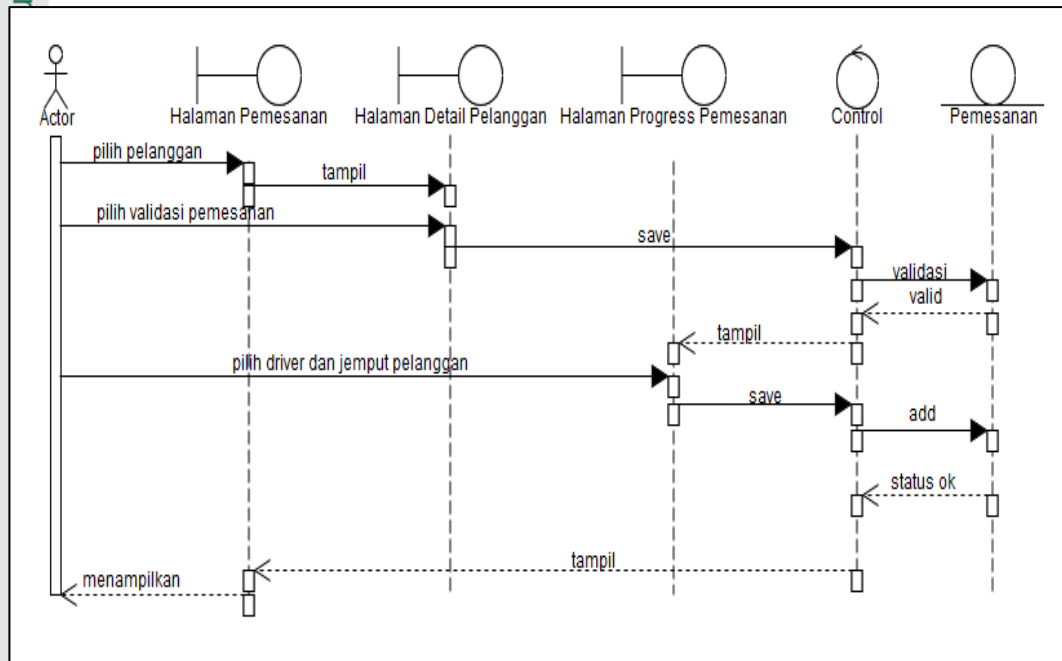 Actor
Halaman Pemesanan
Halaman Detail Pelanggan
Halaman Progress Pemesanan
Control
Pemesanan
pilih pelanggan
tampil
pilih validasi pemesanan
save
validasi
valid
tampil
pilih driver dan jemput pelanggan
save
add
status ok
tampil
menampilkan